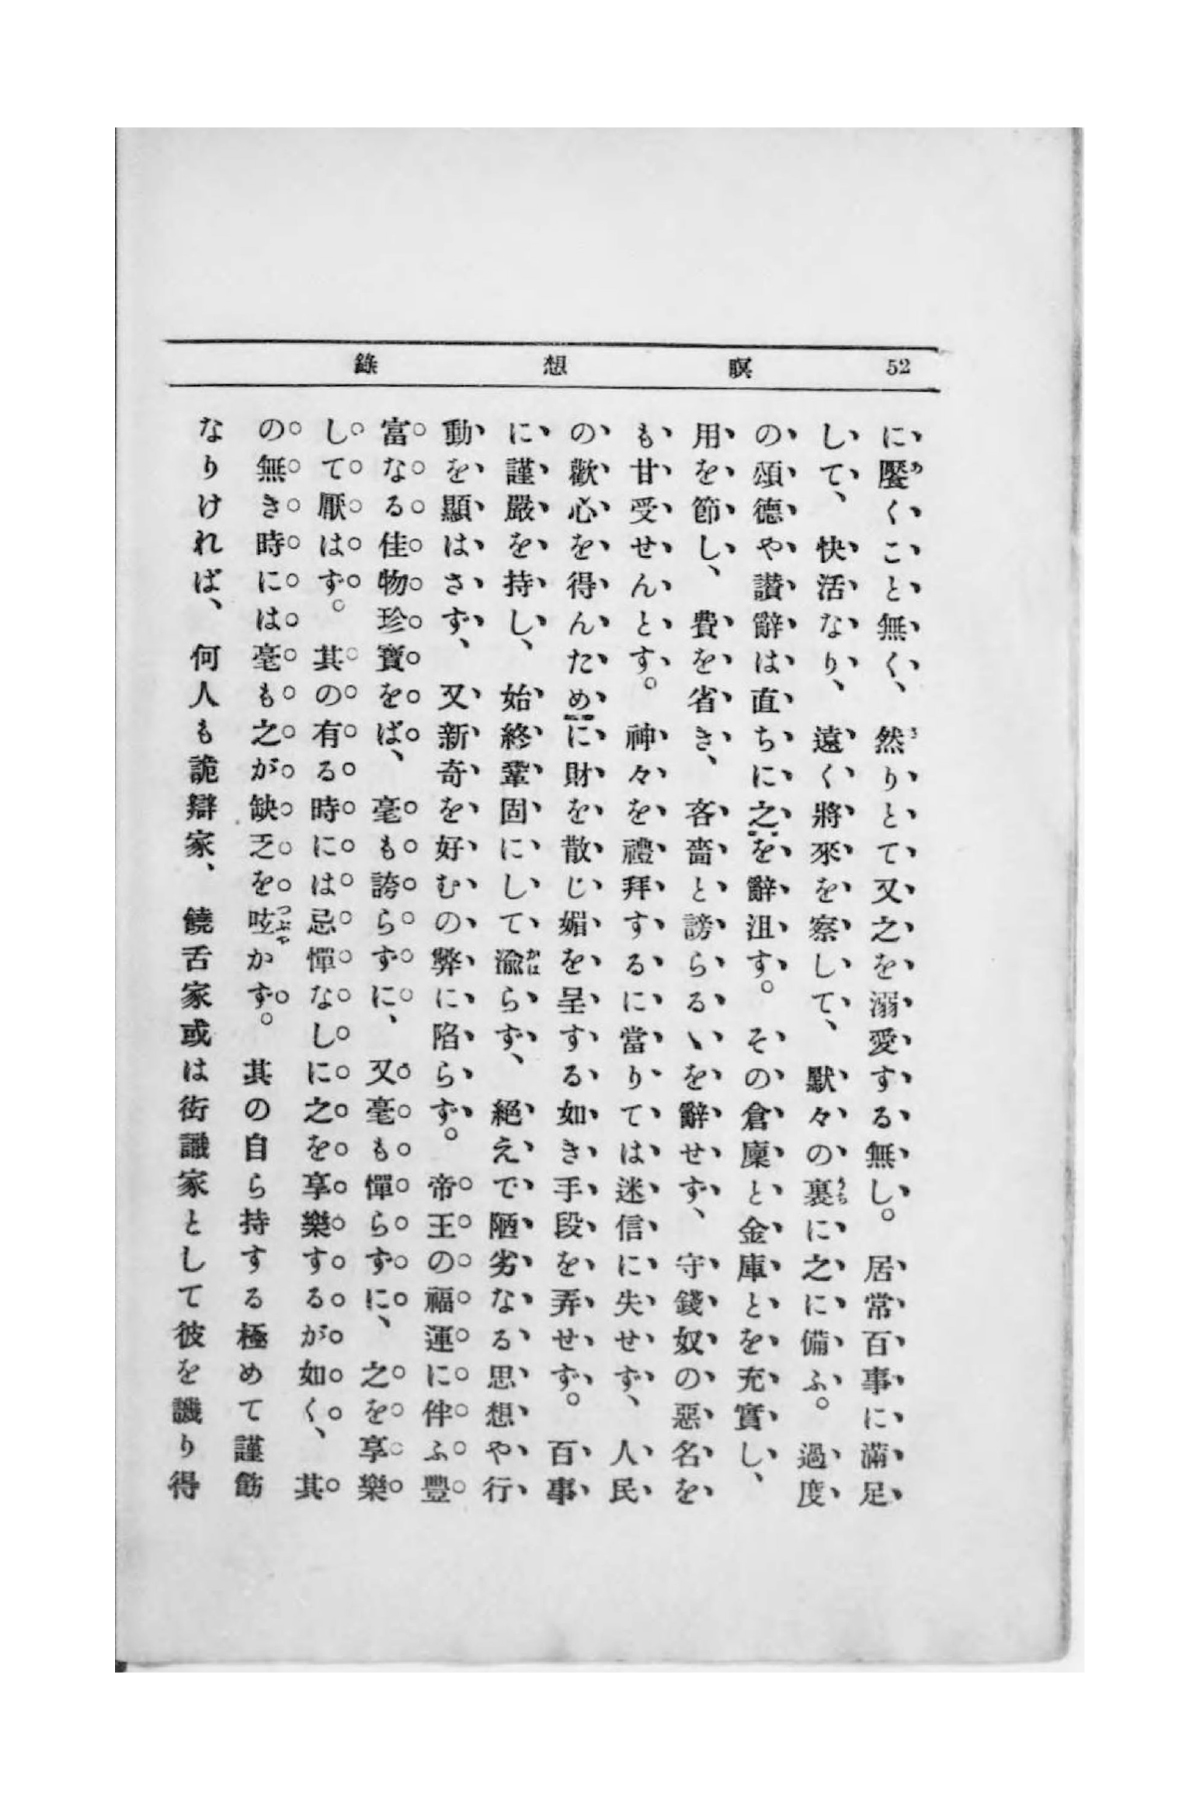 52 瞑想錄
に饜くこと無く、然りとて又之を溺愛する無し。居常百事に滿足
して、快活なり、遠く將來を察して、默々の裏に之に備ふ。過度
の頌德や讃辭は直ちに之を辭沮す。その倉廩と金庫とを充實し、
用を節し、費を省き、吝嗇と謗らるゝを辭せず、守錢奴の惡名を
も甘受せんとす。神々を禮拜するに當りては迷信に失せず、人民
の歡心を得んために財を散じ媚を呈する如き手段を弄せず。百事
に謹嚴を持し、始終鞏固にして渝らず、絕えて陋劣なる思想や行
動を顯はさず、又新奇を好むの弊に陷らず。帝王の福運に伴ふ豐
富なる佳物珍寶をば、毫も誇らずに、又毫も憚らずに、之を享樂
して厭はず。其の有る時には忌憚なしに之を享樂するが如く、其
の無き時には毫も之が缺乏を呟かず。其の自ら持する極めて謹飭
なりければ、何人も詭辯家、饒舌家或は街譏家として彼を譏り得